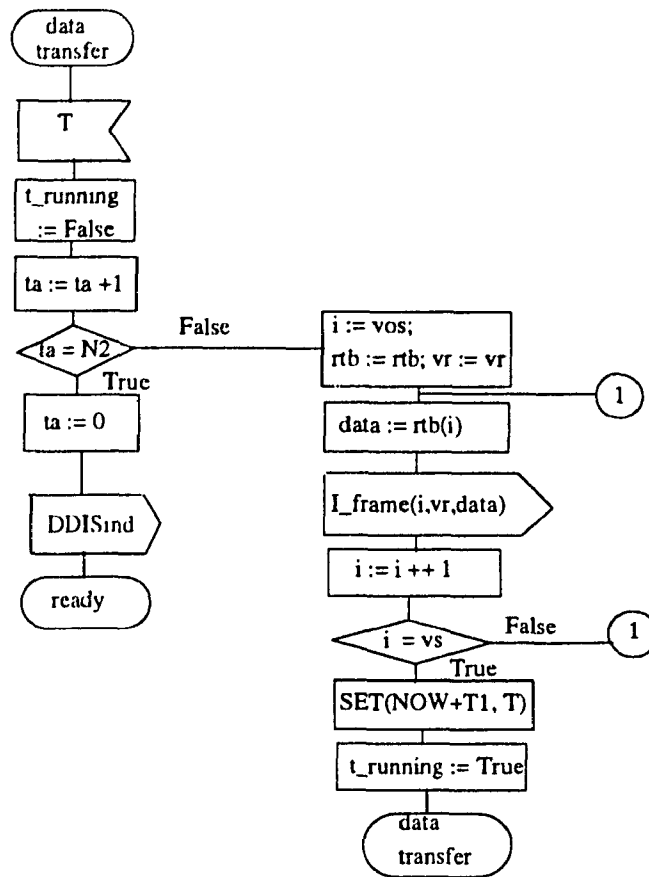 data
transfer
T
t_running
:= False
ta := ta +1
ta = N2
False
True
ta := 0
DDISind
ready
i := vos;
rtb := rtb; vr := vr
1
data := rtb(i)
I_frame(i,vr,data)
i := i ++ 1
i = vs
False
1
True
SET(NOW+T1, T)
t_running := True
data
transfer